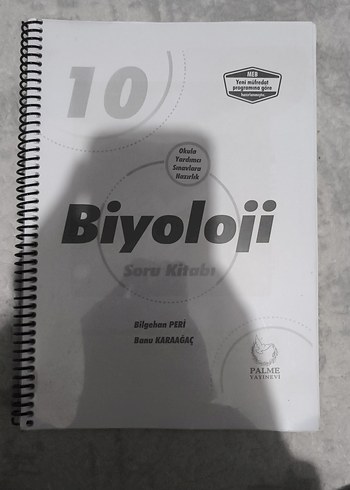 10
MEB
Yeni müfredat
programına göre
Okula
Yardımcı
Sınavlara
Hazırlık
Biyoloji
Soru Kitabı
Bilgehan PERİ
Banu KARAAĞAÇ
PALME
YAYINEVİ